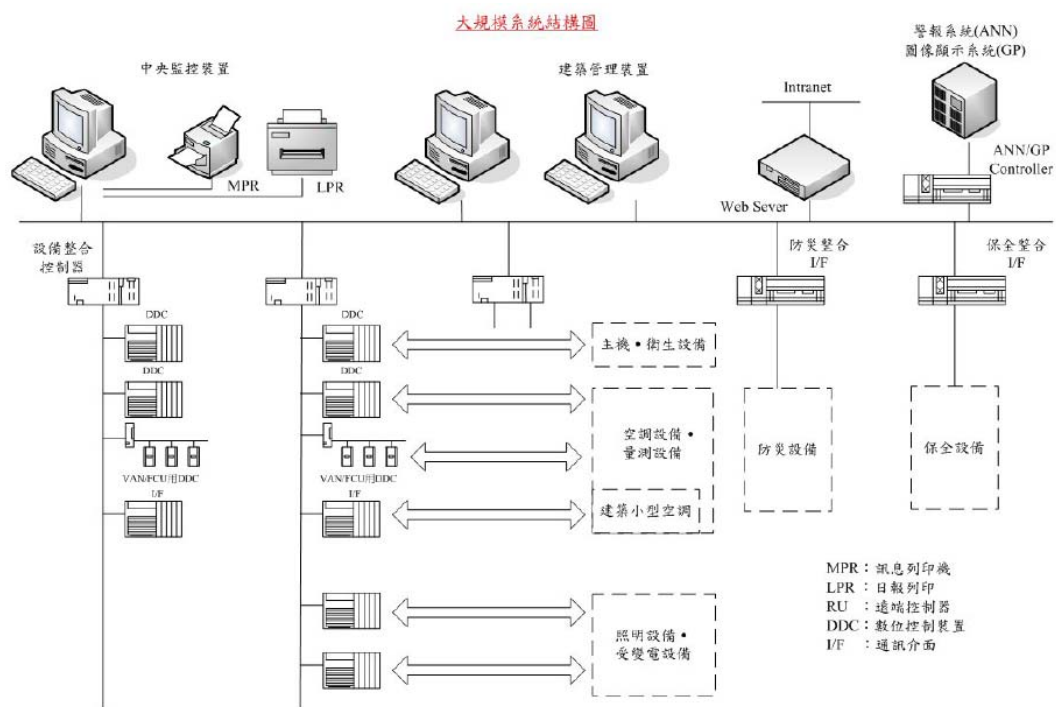 大規模系統結構圖
中央監控裝置
建築管理裝置
警報系統(ANN)
圖像顯示系統(GP)
Intranet
MPR
LPR
Web Sever
ANN/GP
Controller
設備整合
控制器
防災整合
I/F
保全整合
I/F
DDC
DDC
VAN/FCU用DDC
I/F
DDC
DDC
VAN/FCU用DDC
I/F
主機・衛生設備
空調設備・
量測設備
建築小型空調
照明設備・
受變電設備
防災設備
保全設備
MPR：訊息列印機
LPR：日報列印
RU：遠端控制器
DDC：數位控制裝置
I/F：通訊介面